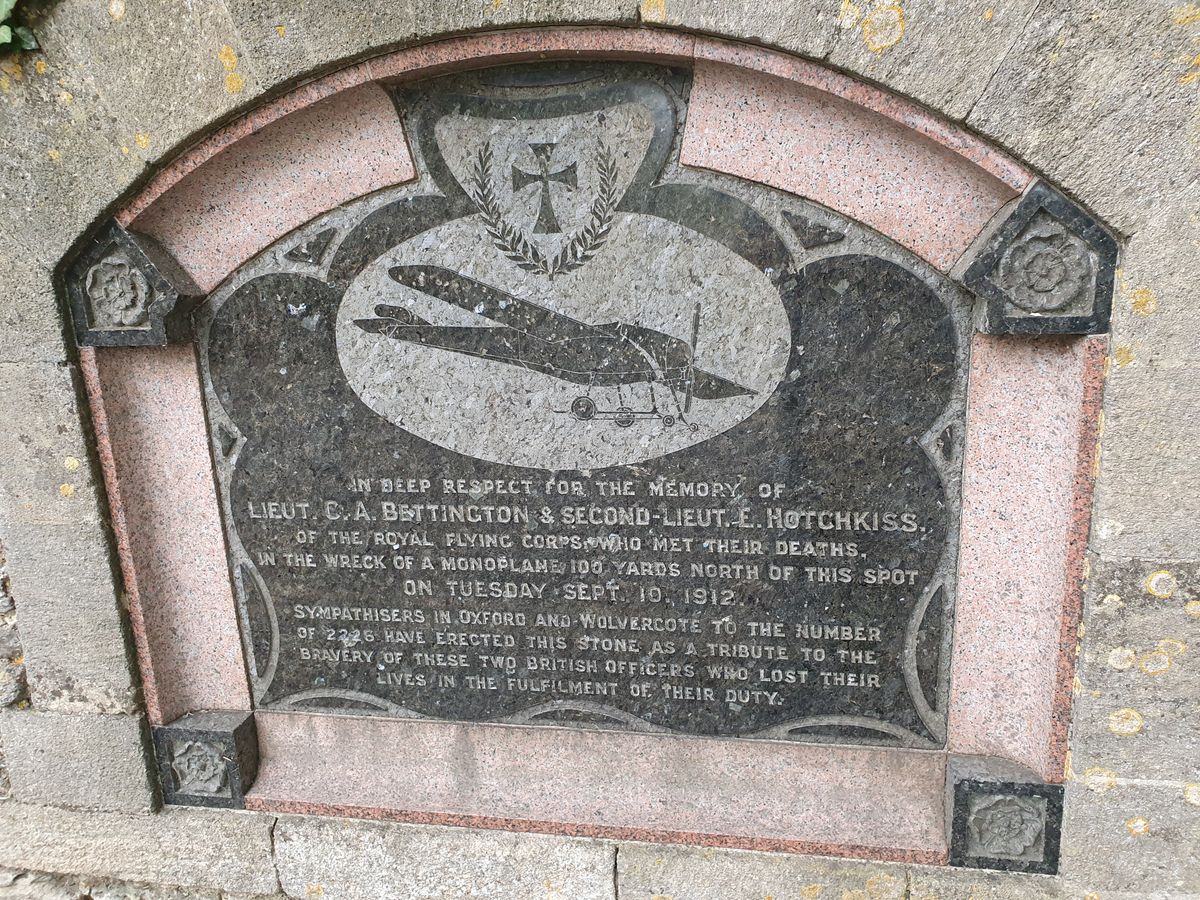 IN DEEP RESPECT FOR THE MEMORY OF
LIEUT. C. A. BETTINGTON & SECOND-LIEUT. E. HOTCHKISS.
OF THE ROYAL FLYING CORPS, WHO MET THEIR DEATHS,
IN THE WRECK OF A MONOPLANE, 100 YARDS NORTH OF THIS SPOT
ON TUESDAY SEPT. 10, 1912.
SYMPATHISERS IN OXFORD AND WOLVERCOTE TO THE NUMBER
OF 2226 HAVE ERECTED THIS STONE AS A TRIBUTE TO THE
BRAVERY OF THESE TWO BRITISH OFFICERS WHO LOST THEIR
LIVES IN THE FULFILMENT OF THEIR DUTY.